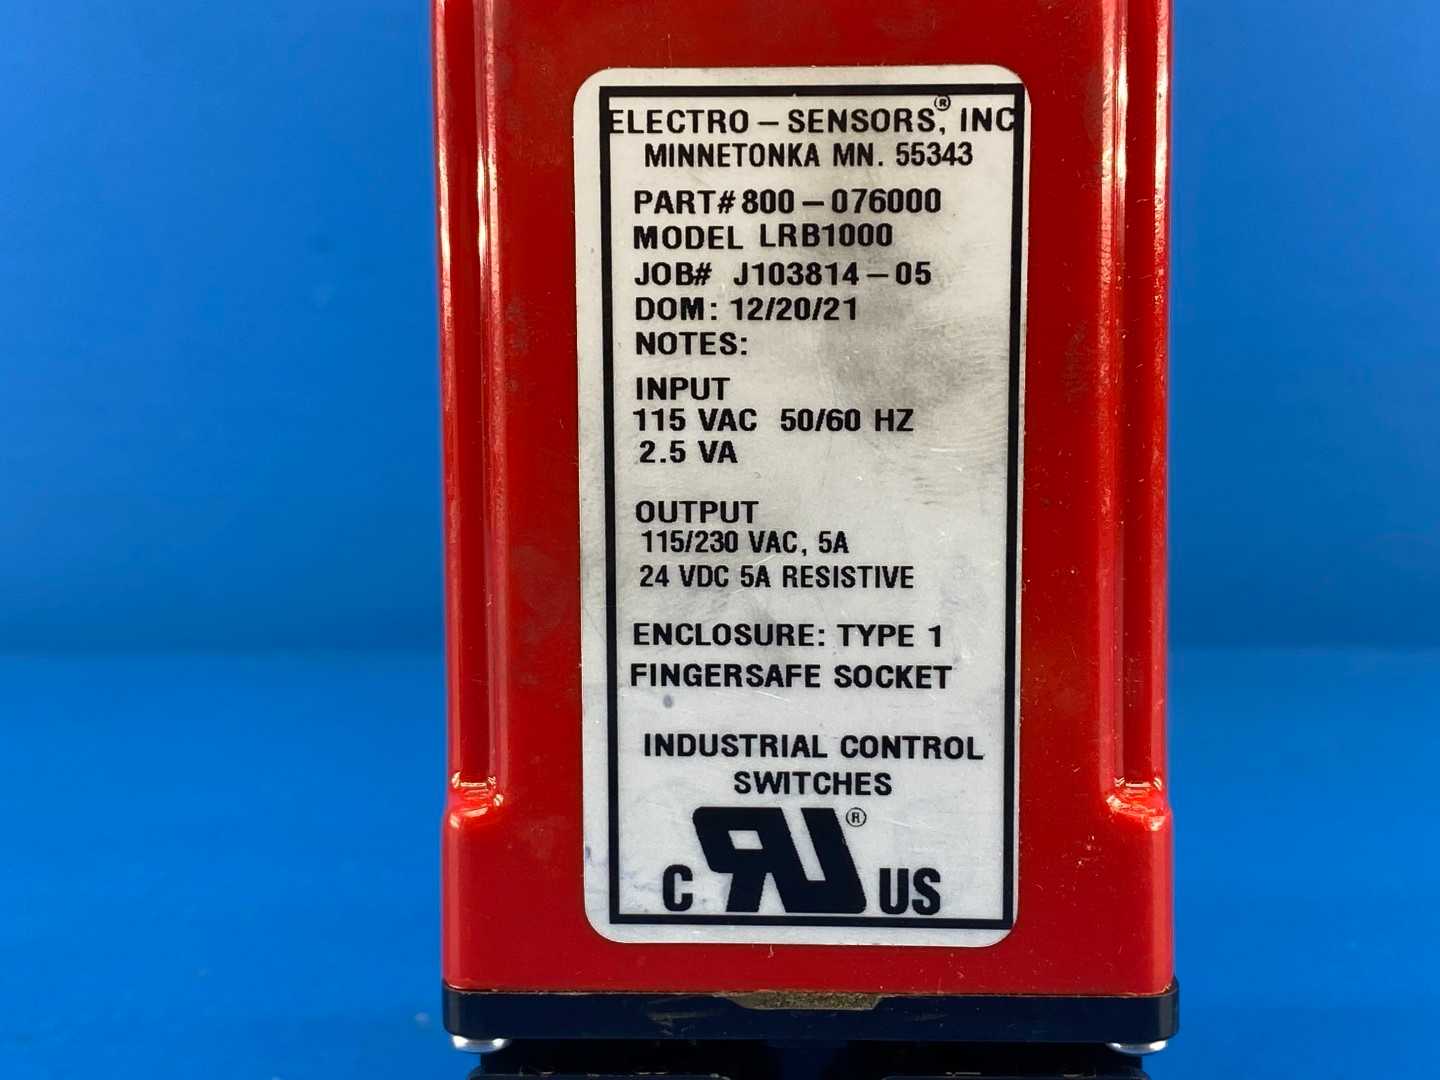 ELECTRO-SENSORS,® INC
MINNETONKA MN. 55343
PART# 800-076000
MODEL LRB1000
JOB# J103814-05
DOM: 12/20/21
NOTES:
INPUT
115 VAC 50/60 HZ
2.5 VA
OUTPUT
115/230 VAC, 5A
24 VDC 5A RESISTIVE
ENCLOSURE: TYPE 1
FINGERSAFE SOCKET
INDUSTRIAL CONTROL
SWITCHES
C RU® US